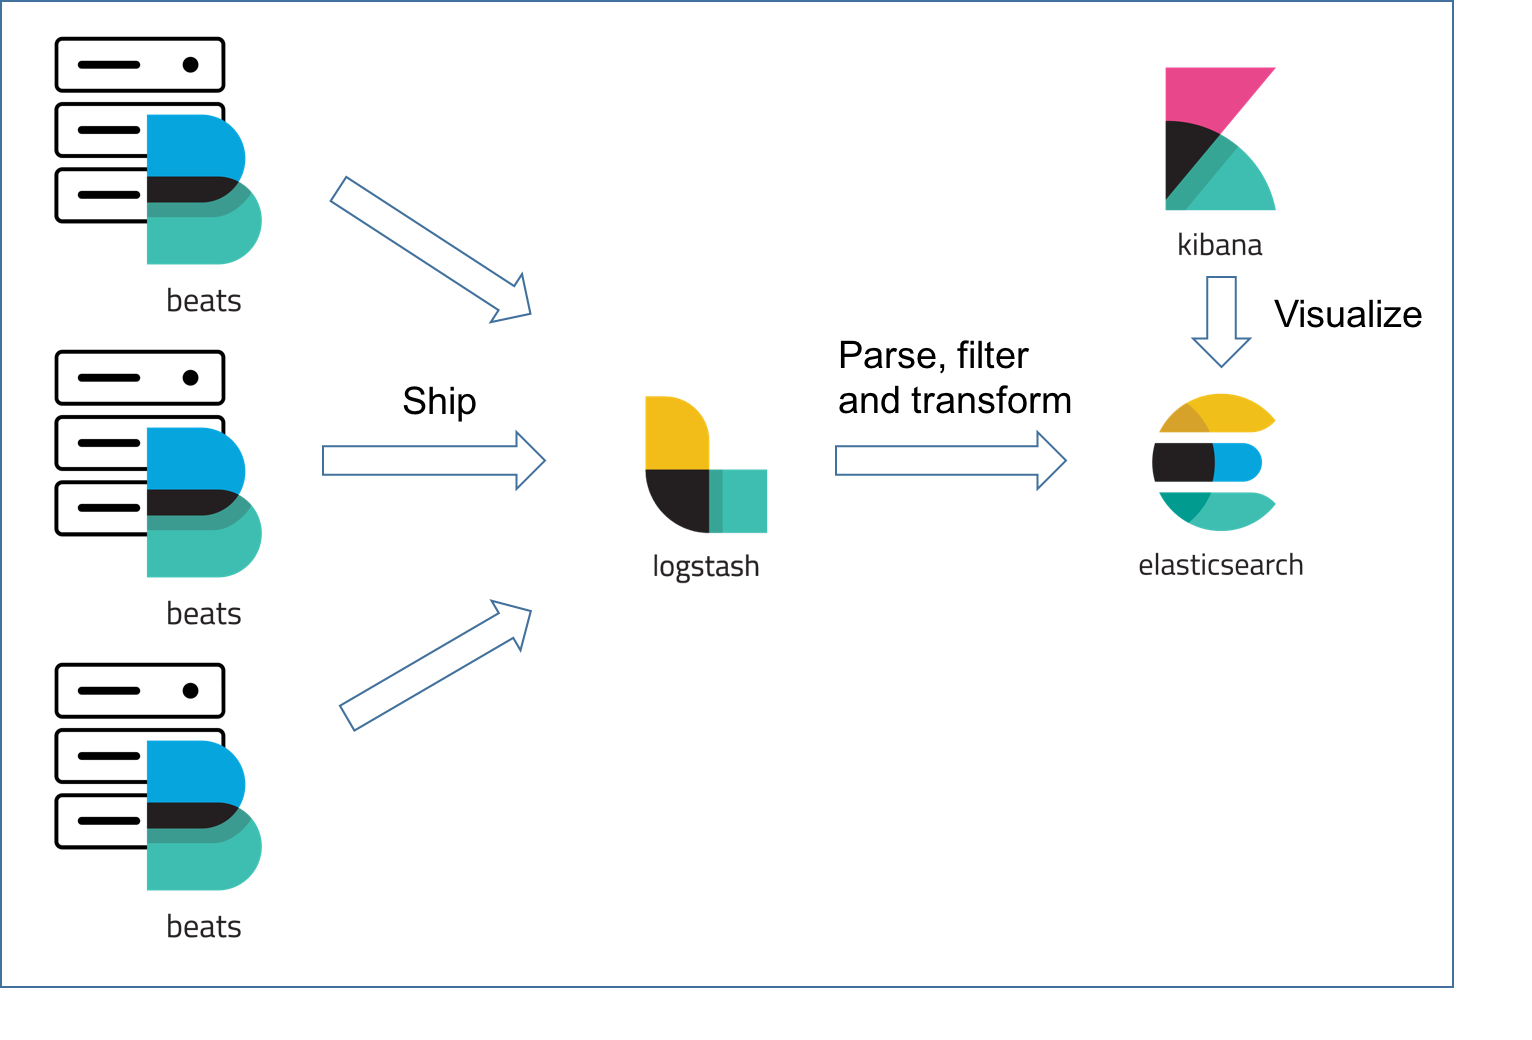 beats
beats
beats
Ship
logstash
Parse, filter
and transform
kibana
Visualize
elasticsearch